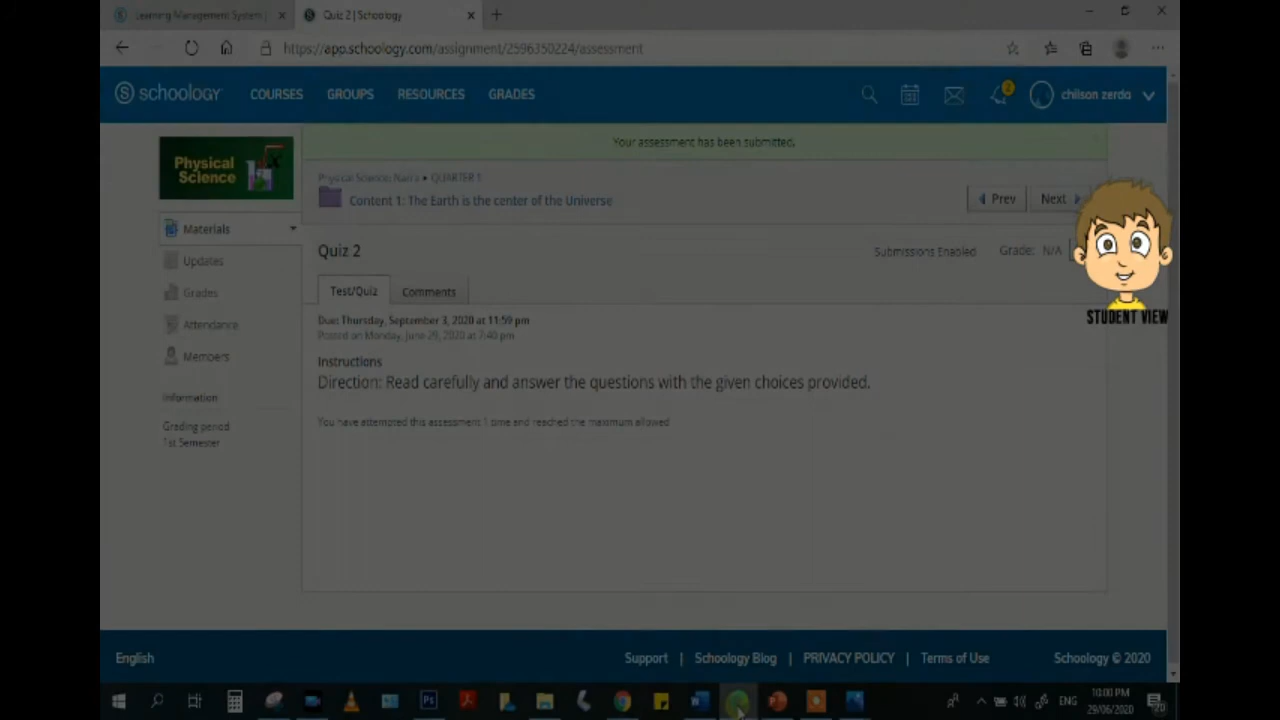 Learning Management System |
Quiz 2 | Schoology
https://app.schoology.com/assignment/2596350224/assessment
schoology
COURSES
GROUPS
RESOURCES
GRADES
2
chilson zerda
Physical Science
Your assessment has been submitted.
QUARTER 1
Content 1: The Earth is the center of the Universe
Prev
Next
Materials
Updates
Grades
Attendance
Members
Information
Grading period
1st Semester
Quiz 2
Submissions Enabled
Grade: N/A
STUDENT VIEW
Test/Quiz
Comments
Due: Thursday, September 3, 2020 at 11:59 pm
Posted on Monday, June 29, 2020 at 7:40 pm
Instructions
Direction: Read carefully and answer the questions with the given choices provided.
You have attempted this assessment 1 time and reached the maximum allowed
English
Support | Schoology Blog | PRIVACY POLICY | Terms of Use
Schoology © 2020
ENG
10:00 PM
29/06/2020